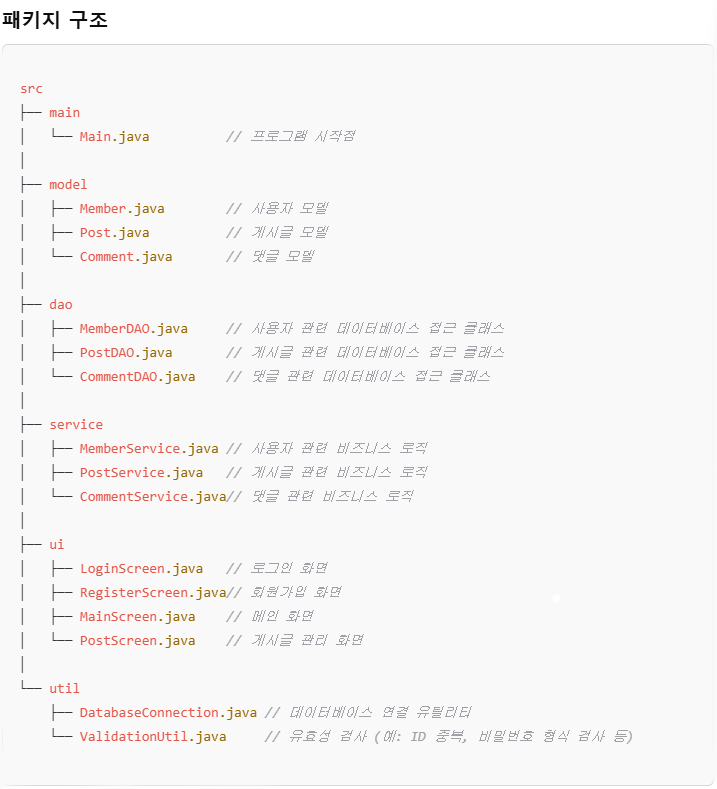 패키지 구조
src
├── main
│   └── Main.java          // 프로그램 시작점
│
├── model
│   ├── Member.java        // 사용자 모델
│   ├── Post.java          // 게시글 모델
│   └── Comment.java       // 댓글 모델
│
├── dao
│   ├── MemberDAO.java     // 사용자 관련 데이터베이스 접근 클래스
│   ├── PostDAO.java       // 게시글 관련 데이터베이스 접근 클래스
│   └── CommentDAO.java    // 댓글 관련 데이터베이스 접근 클래스
│
├── service
│   ├── MemberService.java // 사용자 관련 비즈니스 로직
│   ├── PostService.java   // 게시글 관련 비즈니스 로직
│   └── CommentService.java// 댓글 관련 비즈니스 로직
│
├── ui
│   ├── LoginScreen.java   // 로그인 화면
│   ├── RegisterScreen.java// 회원가입 화면
│   ├── MainScreen.java    // 메인 화면
│   └── PostScreen.java    // 게시글 관리 화면
│
└── util
    ├── DatabaseConnection.java // 데이터베이스 연결 유틸리티
    └── ValidationUtil.java     // 유효성 검사 (예: ID 중복, 비밀번호 형식 검사 등)